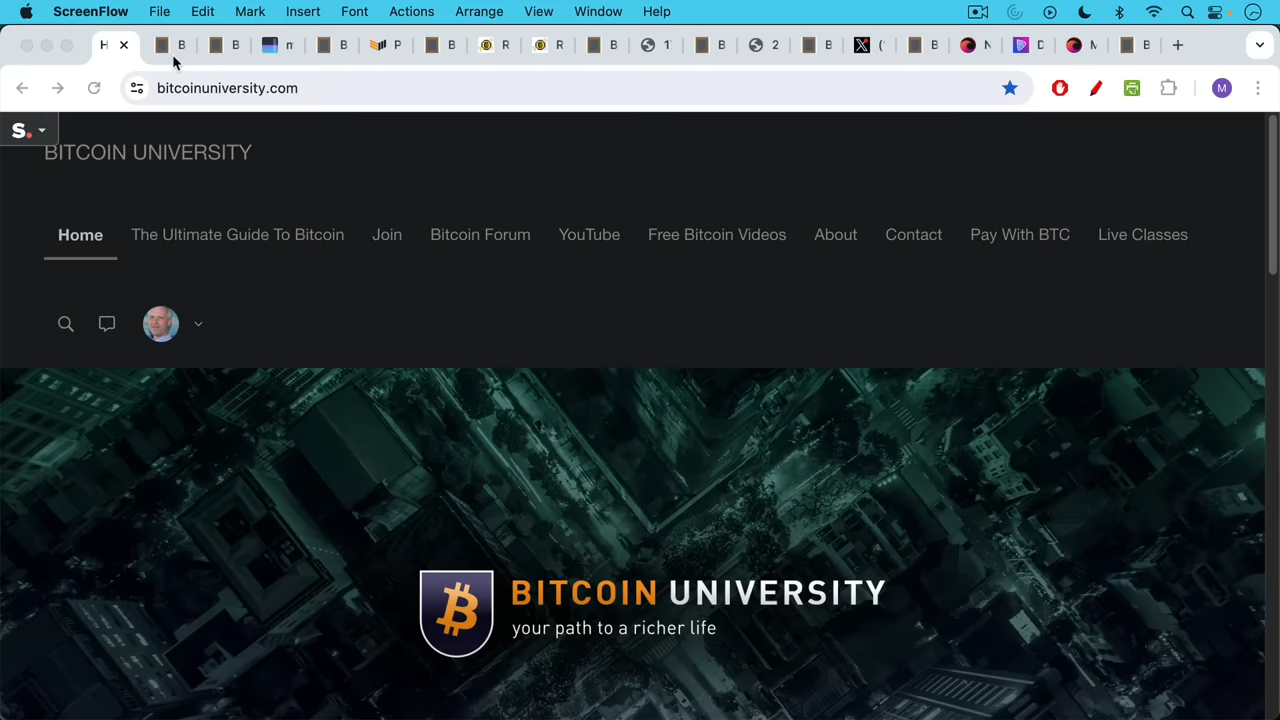 ScreenFlow File Edit Mark Insert Font Actions Arrange View Window Help
H B B n B P B R R B 1 B 2 B ( B N D M B
bitcoinuniversity.com M
S.
BITCOIN UNIVERSITY
Home The Ultimate Guide To Bitcoin Join Bitcoin Forum YouTube Free Bitcoin Videos About Contact Pay With BTC Live Classes
BITCOIN UNIVERSITY
your path to a richer life